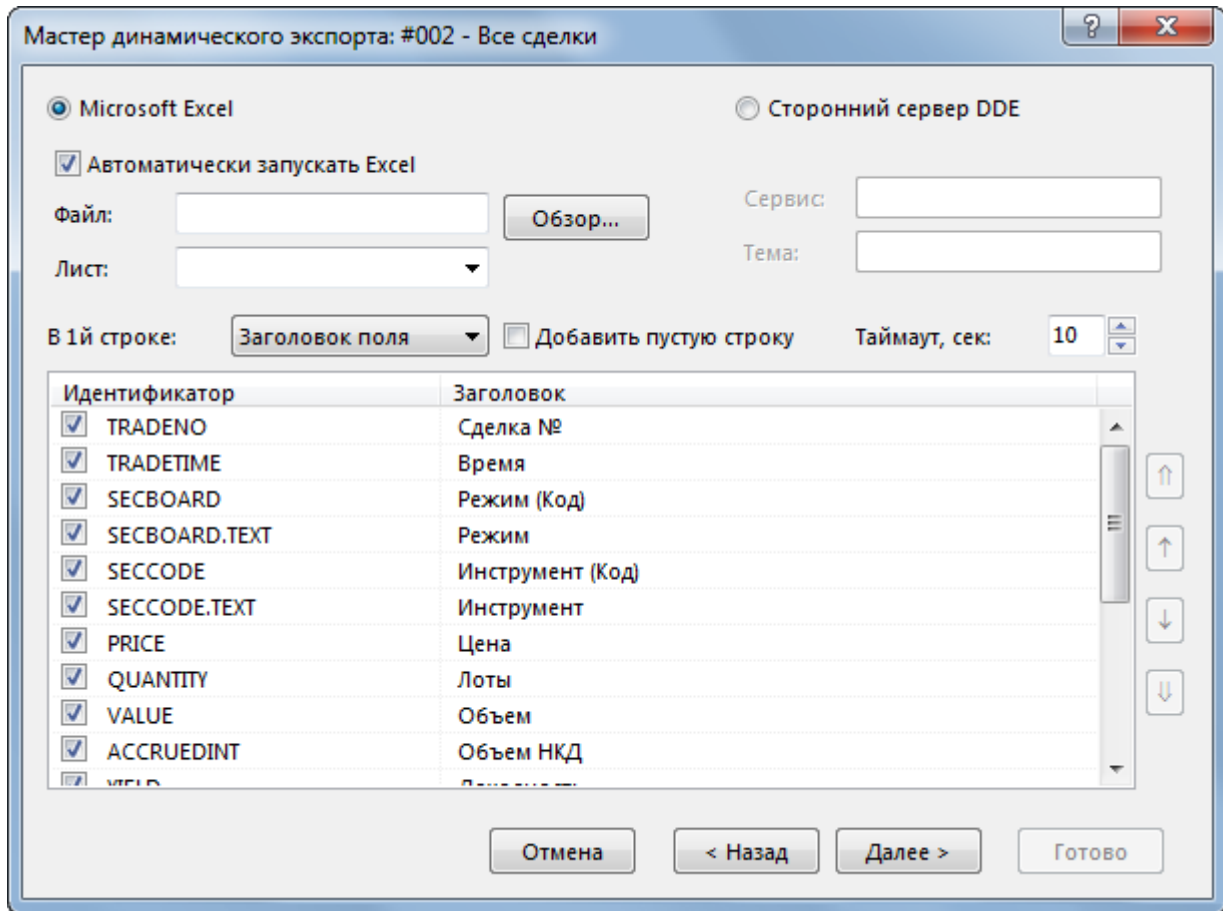 Мастер динамического экспорта: #002 - Все сделки
Microsoft Excel
Сторонний сервер DDE
Автоматически запускать Excel
Файл:
Обзор...
Сервис:
Лист:
Тема:
В 1й строке: Заголовок поля Добавить пустую строку Таймаут, сек: 10
Идентификатор Заголовок
TRADENO Сделка №
TRADETIME Время
SECBOARD Режим (Код)
SECBOARD.TEXT Режим
SECCODE Инструмент (Код)
SECCODE.TEXT Инструмент
PRICE Цена
QUANTITY Лоты
VALUE Объем
ACCRUEDINT Объем НКД
YIELD Доходность
Отмена < Назад Далее > Готово